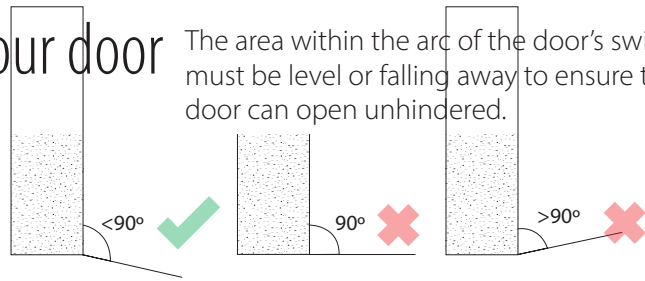 our door
The area within the arc of the door's swi
must be level or falling away to ensure t
door can open unhindered.
<90º
90º
>90º